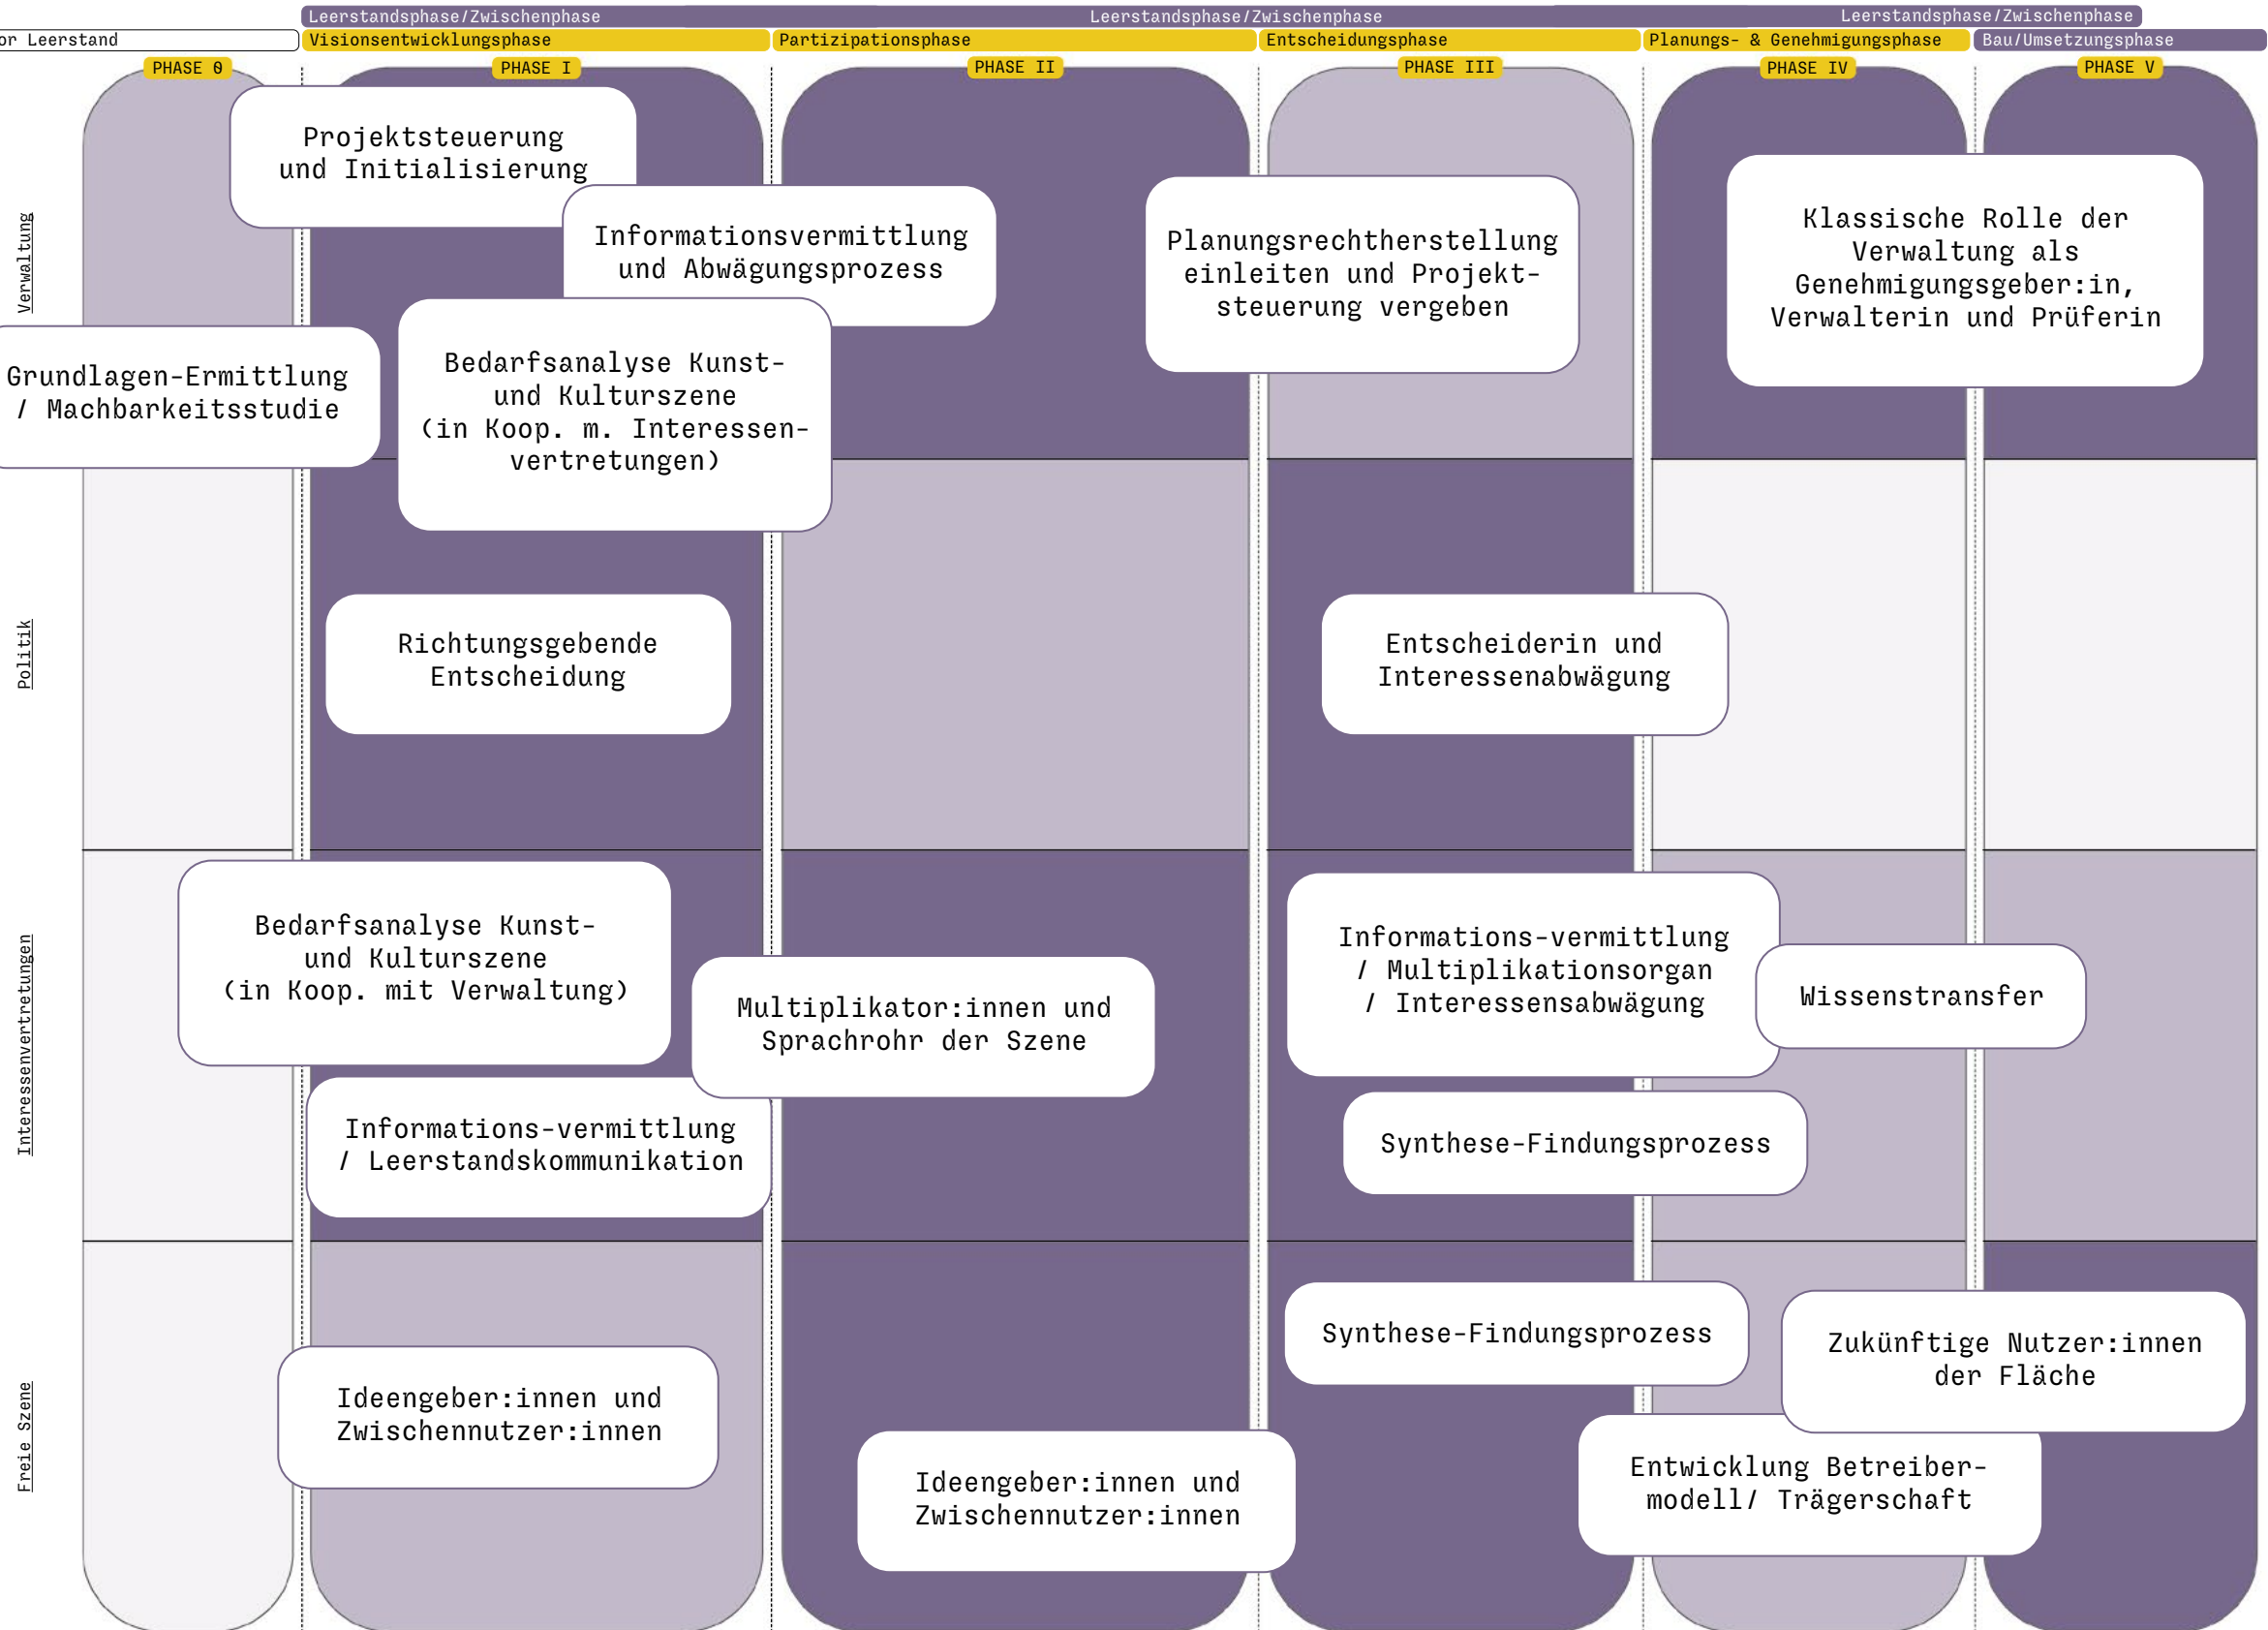 Leerstandsphase/Zwischenphase
Leerstandsphase/Zwischenphase
Leerstandsphase/Zwischenphase
or Leerstand
Visionsentwicklungsphase
Partizipationsphase
Entscheidungsphase
Planungs- & Genehmigungsphase
Bau/Umsetzungsphase
PHASE 0
PHASE I
PHASE II
PHASE III
PHASE IV
PHASE V
Verwaltung
Projektsteuerung
und Initialisierung
Informationsvermittlung
und Abwägungsprozess
Planungsrechtherstellung
einleiten und Projekt-
steuerung vergeben
Klassische Rolle der
Verwaltung als
Genehmigungsgeber:in,
Verwalterin und Prüferin
Grundlagen-Ermittlung
/ Machbarkeitsstudie
Bedarfsanalyse Kunst-
und Kulturszene
(in Koop. m. Interessen-
vertretungen)
Politik
Richtungsgebende
Entscheidung
Entscheiderin und
Interessenabwägung
Interessenvertretungen
Bedarfsanalyse Kunst-
und Kulturszene
(in Koop. mit Verwaltung)
Multiplikator:innen und
Sprachrohr der Szene
Informations-vermittlung
/ Multiplikationsorgan
/ Interessensabwägung
Wissenstransfer
Informations-vermittlung
/ Leerstandskommunikation
Synthese-Findungsprozess
Freie Szene
Ideengeber:innen und
Zwischennutzer:innen
Ideengeber:innen und
Zwischennutzer:innen
Synthese-Findungsprozess
Zukünftige Nutzer:innen
der Fläche
Entwicklung Betreiber-
modell/ Trägerschaft